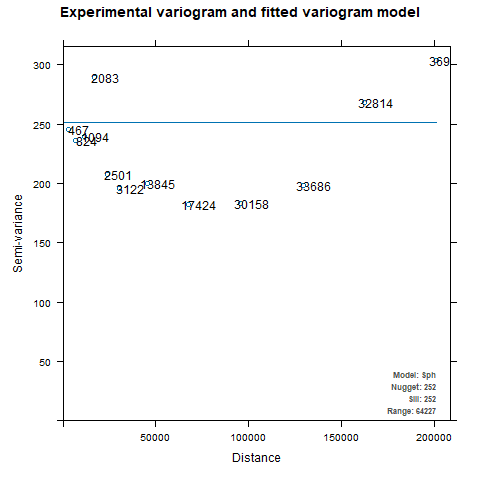 Experimental variogram and fitted variogram model
Semi-variance
300
250
200
150
100
50
2083
369
32814
467
1094
824
2501
3122
13845
17424
30158
33686
Model: Sph
Nugget: 252
Sill: 252
Range: 64227
50000 100000 150000 200000
Distance